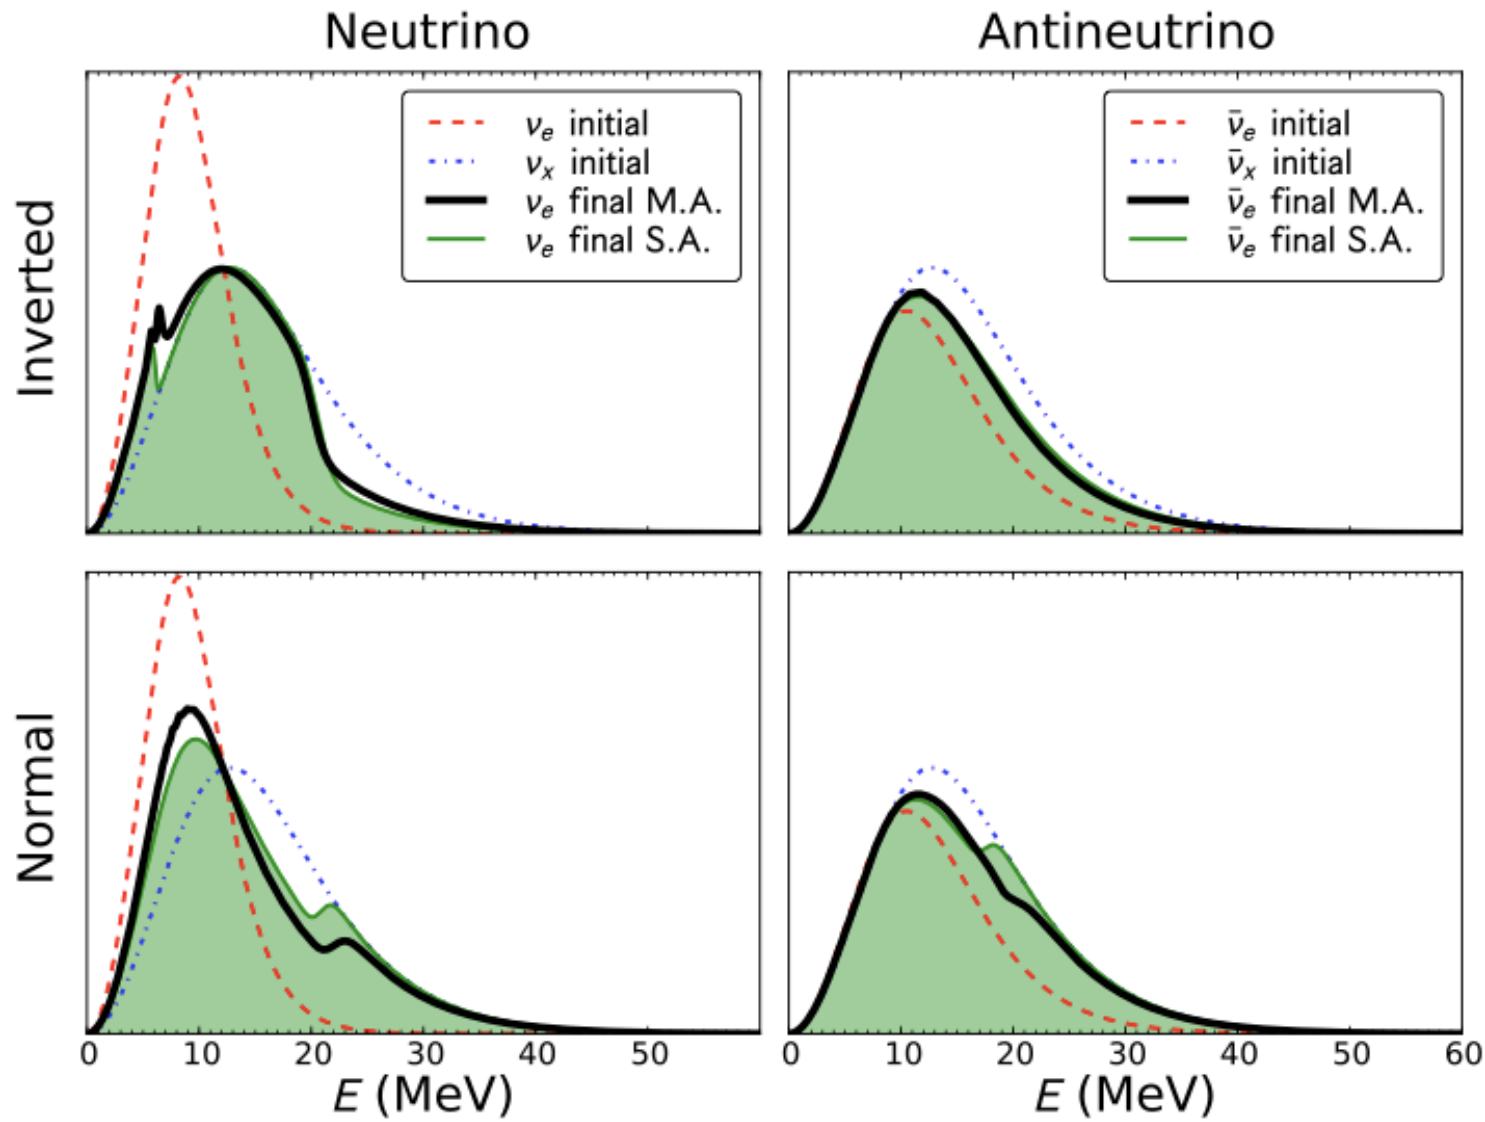 Neutrino
Antineutrino
Inverted
νₑ initial
νₓ initial
νₑ final M.A.
νₑ final S.A.
ν̄ₑ initial
ν̄ₓ initial
ν̄ₑ final M.A.
ν̄ₑ final S.A.
Normal
0 10 20 30 40 50
0 10 20 30 40 50 60
E (MeV)
E (MeV)